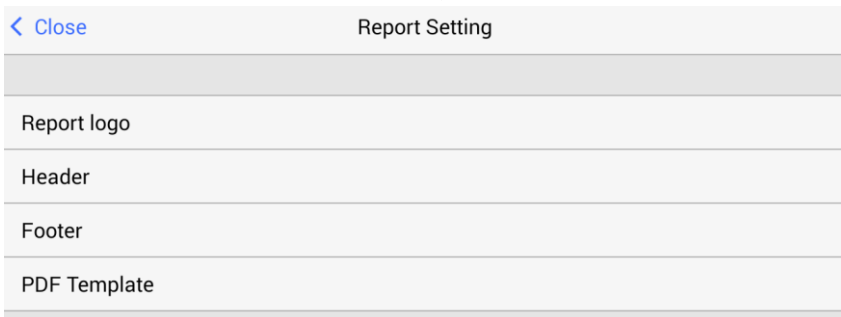 Close
Report Setting
Report logo
Header
Footer
PDF Template